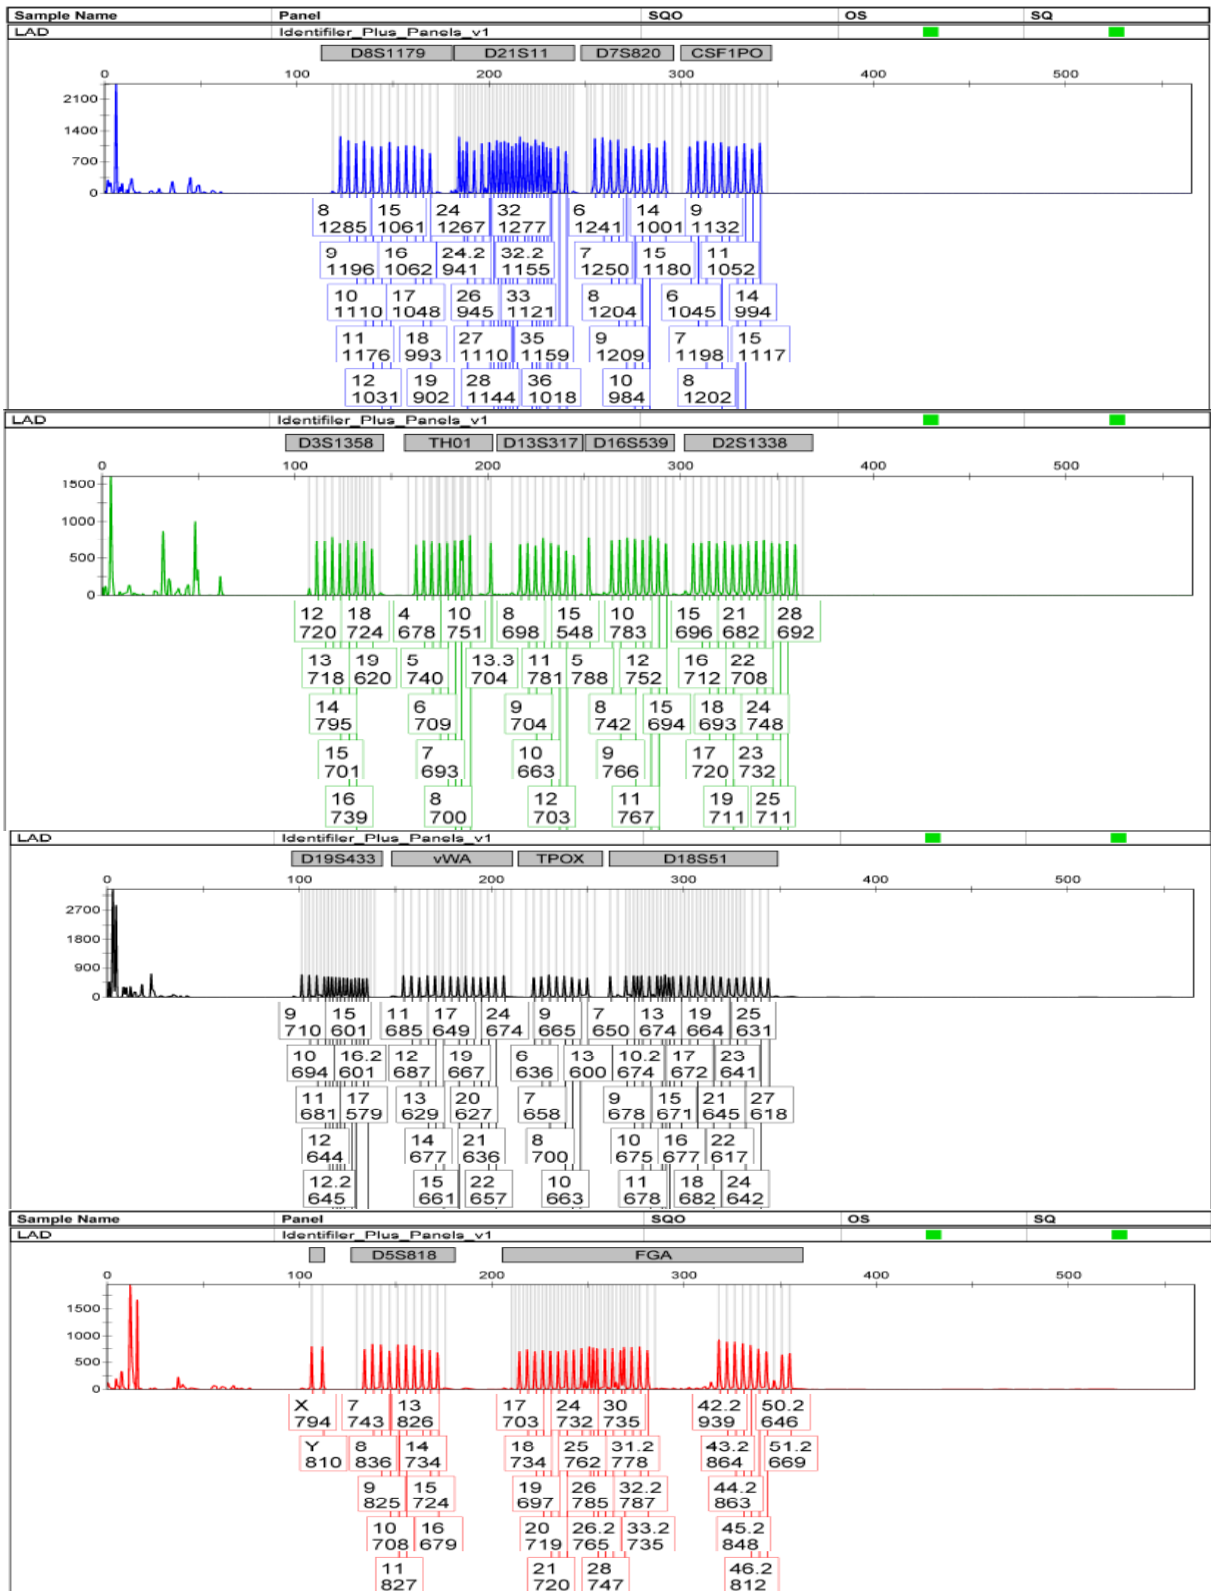 Sample Name Panel SQO OS SQ
LAD Identifiler_Plus_Panels_v1
D8S1179 D21S11 D7S820 CSF1PO
0 100 200 300 400 500
2100
1400
700
0
8 15 24 32 6 14 9
1285 1061 1267 1277 1241 1001 1132
9 16 24.2 32.2 7 15 11
1196 1062 941 1155 1250 1180 1052
10 17 26 33 8 6 14
1110 1048 945 1121 1204 1045 994
11 18 27 35 9 7 15
1176 993 1110 1159 1209 1198 1117
12 19 28 36 10 8
1031 902 1144 1018 984 1202
LAD Identifiler_Plus_Panels_v1
D3S1358 TH01 D13S317 D16S539 D2S1338
0 100 200 300 400 500
1500
1000
500
0
12 18 4 10 8 15 10 15 21 28
720 724 678 751 698 548 783 696 682 692
13 19 5 13.3 11 5 12 16 22
718 620 740 704 781 788 752 712 708
14 6 9 8 15 18 24
795 709 704 742 694 693 748
15 7 10 9 17 23
701 693 663 766 720 732
16 8 12 11 19 25
739 700 703 767 711 711
LAD Identifiler_Plus_Panels_v1
D19S433 vWA TPOX D18S51
0 100 200 300 400 500
2700
1800
900
0
9 15 11 17 24 9 7 13 19 25
710 601 685 649 674 665 650 674 664 631
10 16.2 12 19 6 13 10.2 17 23
694 601 687 667 636 600 674 672 641
11 17 13 20 7 9 15 21 27
681 579 629 627 658 678 671 645 618
12 14 21 8 10 16 22
644 677 636 700 675 677 617
12.2 15 22 10 11 18 24
645 661 657 663 678 682 642
Sample Name Panel SQO OS SQ
LAD Identifiler_Plus_Panels_v1
D5S818 FGA
0 100 200 300 400 500
1500
1000
500
0
X 7 13 17 24 30 42.2 50.2
794 743 826 703 732 735 939 646
Y 8 14 18 25 31.2 43.2 51.2
810 836 734 734 762 778 864 669
9 15 19 26 32.2 44.2
825 724 697 785 787 863
10 16 20 26.2 33.2 45.2
708 679 719 765 735 848
11 21 28 46.2
827 720 747 812